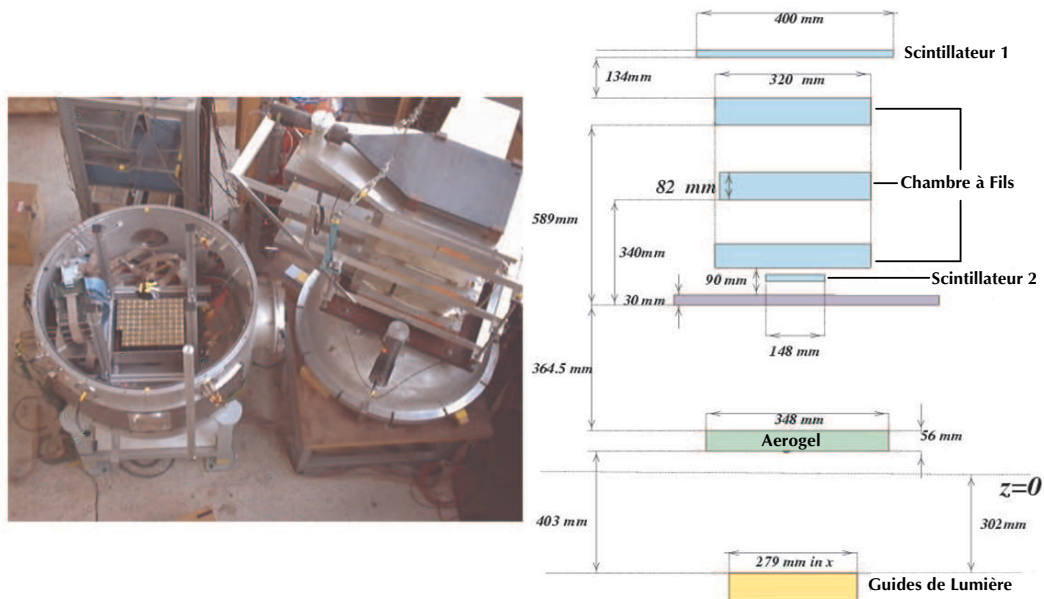 400 mm
Scintillateur 1
134mm
320 mm
82 mm
Chambre à Fils
589mm
340mm
90 mm
Scintillateur 2
30 mm
148 mm
364.5 mm
348 mm
Aerogel
56 mm
z=0
403 mm
302mm
279 mm in x
Guides de Lumière